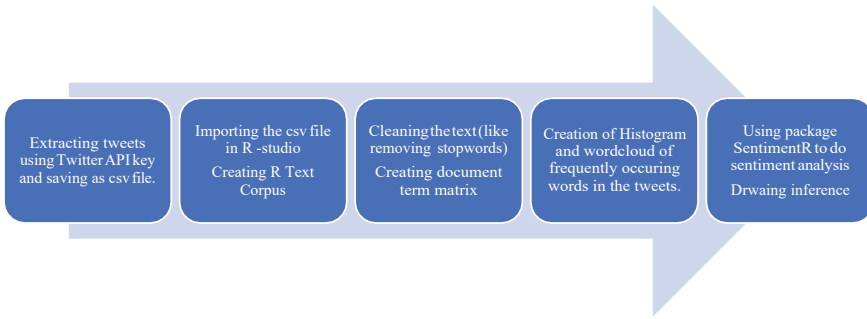 Extracting tweets
using Twitter API key
and saving as csv file.
Importing the csv file
in R -studio
Creating R Text
Corpus
Cleaning the text (like
removing stopwords)
Creating document
term matrix
Creation of Histogram
and wordcloud of
frequently occuring
words in the tweets.
Using package
SentimentR to do
sentiment analysis
Drwaing inference